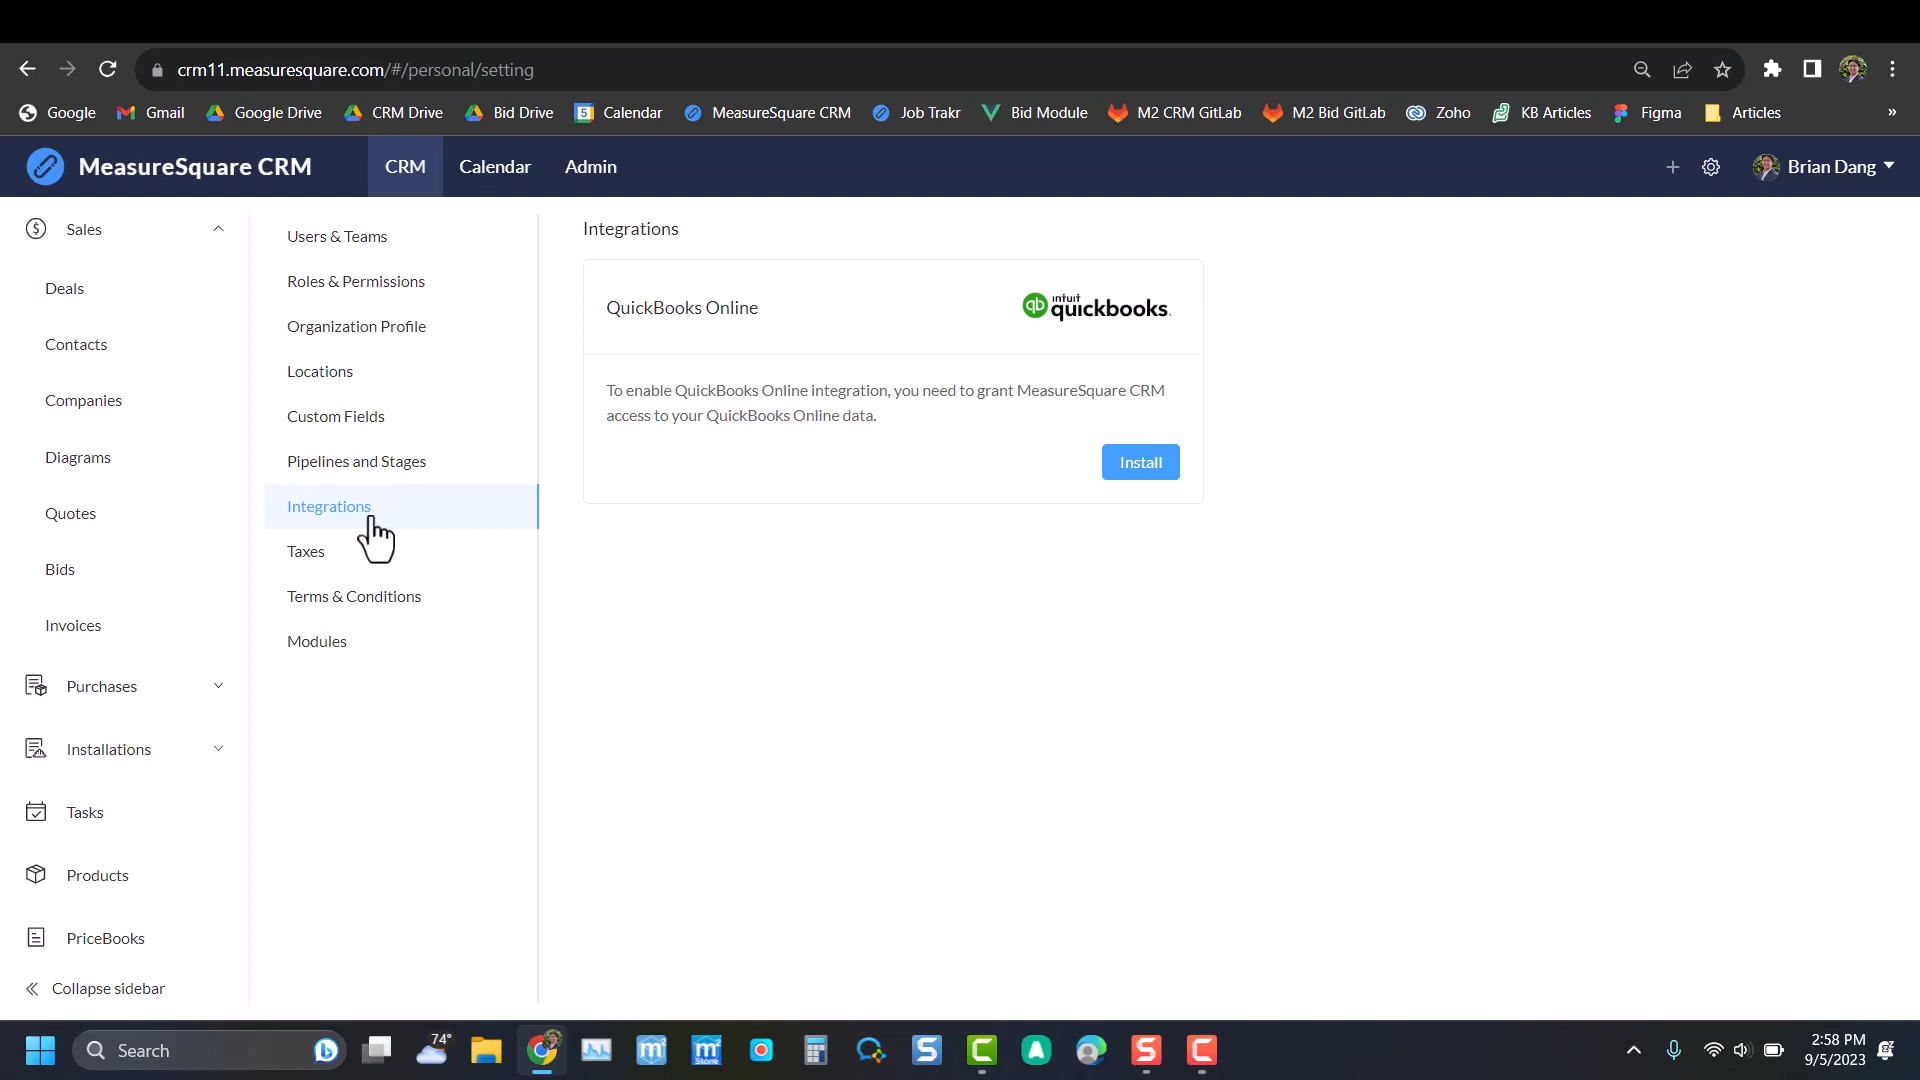 crm11.measuresquare.com/#/personal/setting
Google
Gmail
Google Drive
CRM Drive
Bid Drive
5
Calendar
MeasureSquare CRM
Job Trakr
Bid Module
M2 CRM GitLab
M2 Bid GitLab
Zoho
KB Articles
Figma
Articles
»
MeasureSquare CRM
CRM
Calendar
Admin
Brian Dang
Sales
Deals
Contacts
Companies
Diagrams
Quotes
Bids
Invoices
Purchases
Installations
Tasks
Products
PriceBooks
Collapse sidebar
Users & Teams
Roles & Permissions
Organization Profile
Locations
Custom Fields
Pipelines and Stages
Integrations
Taxes
Terms & Conditions
Modules
Integrations
QuickBooks Online
qb intuit quickbooks.
To enable QuickBooks Online integration, you need to grant MeasureSquare CRM
access to your QuickBooks Online data.
Install
Search
74°
m²
m²
Stone
S
C
A
S
C
2:58 PM
9/5/2023